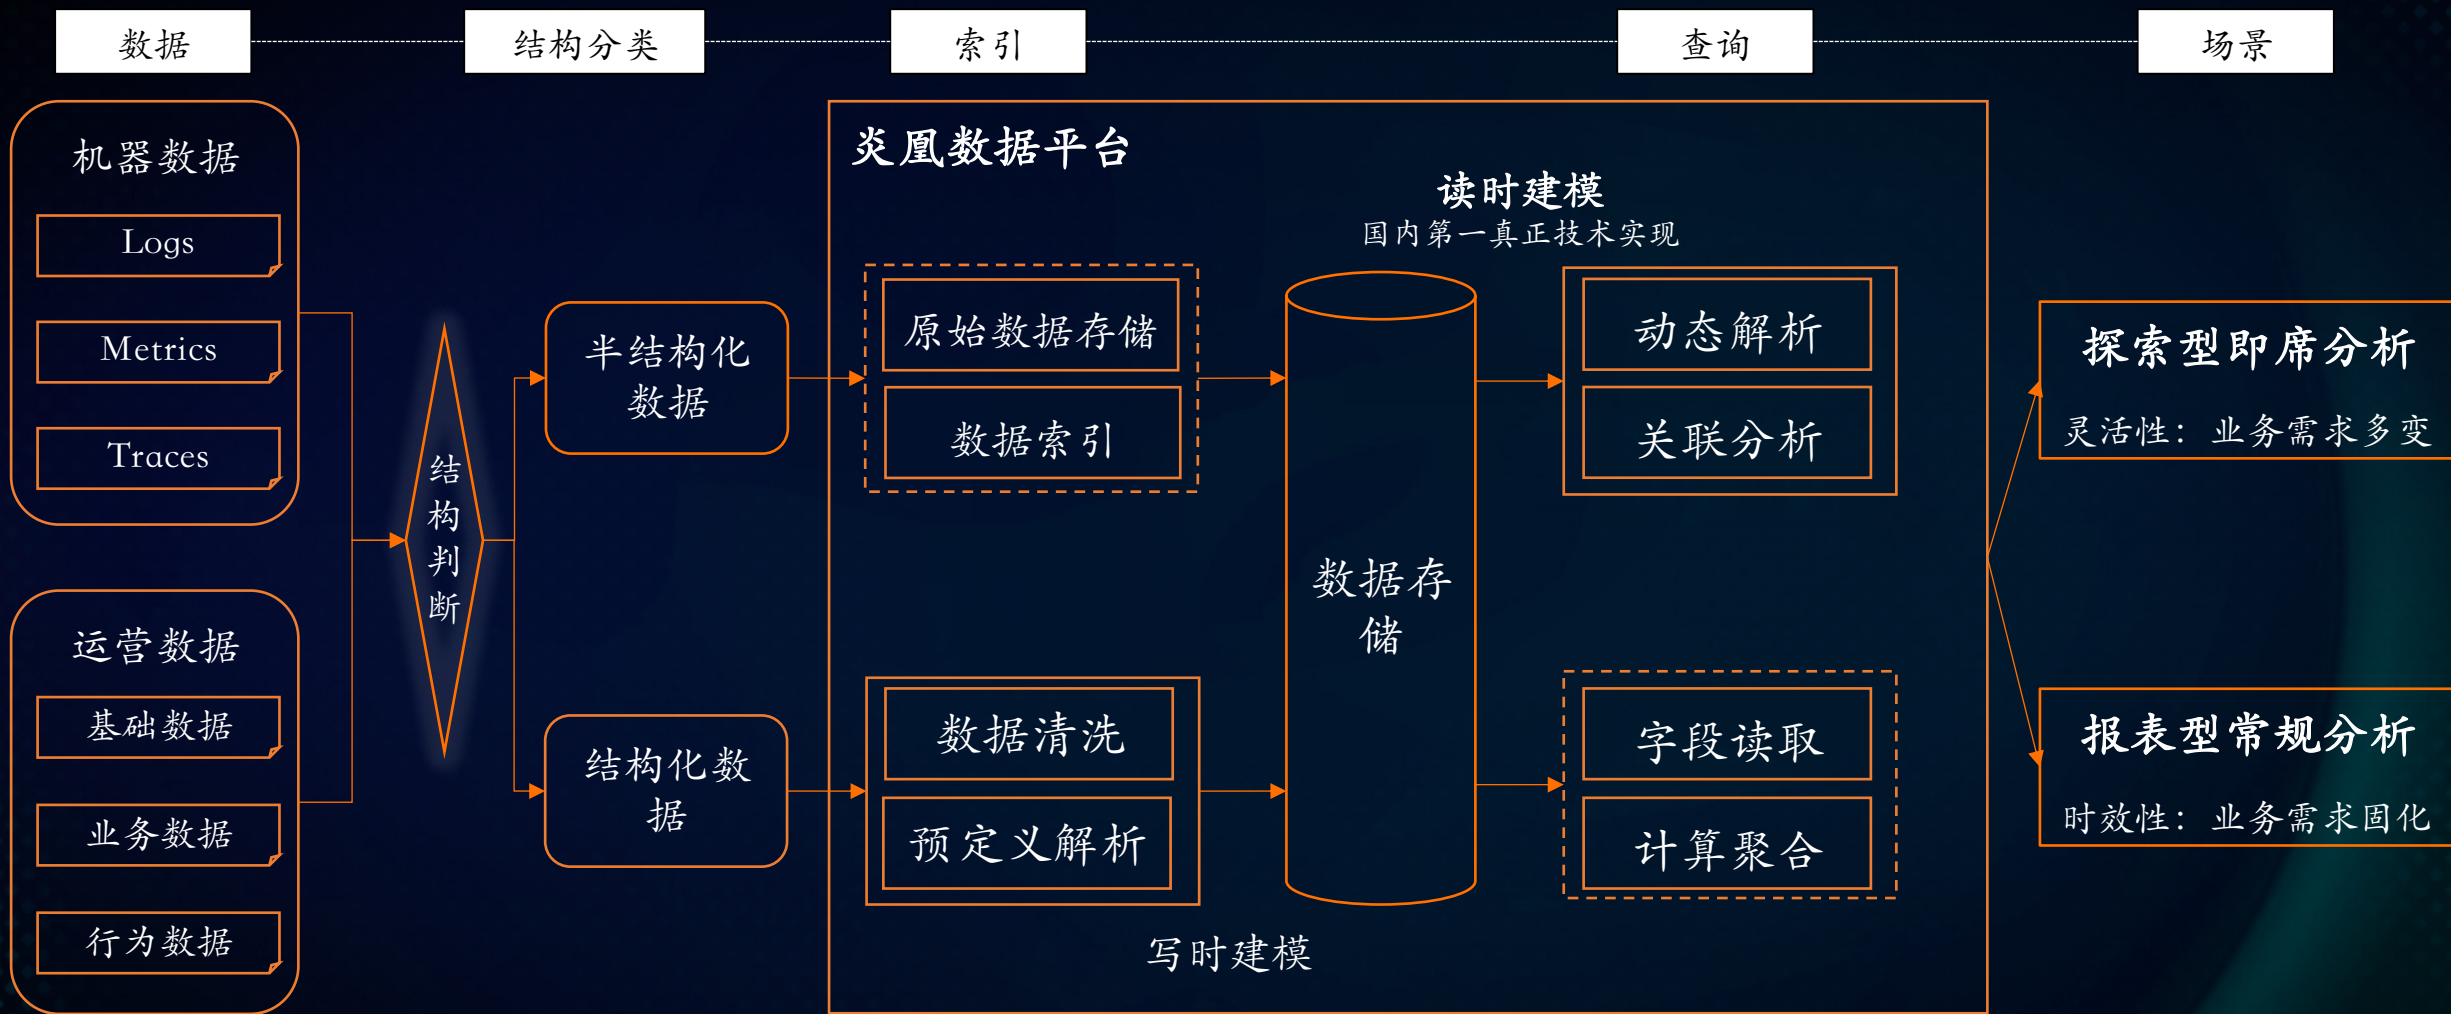 数据
结构分类
索引
查询
场景
机器数据
Logs
Metrics
Traces
运营数据
基础数据
业务数据
行为数据
结
构
判
断
半结构化
数据
结构化数
据
炎凰数据平台
读时建模
国内第一真正技术实现
原始数据存储
数据索引
数据清洗
预定义解析
数据存
储
动态解析
关联分析
字段读取
计算聚合
写时建模
探索型即席分析
灵活性：业务需求多变
报表型常规分析
时效性：业务需求固化